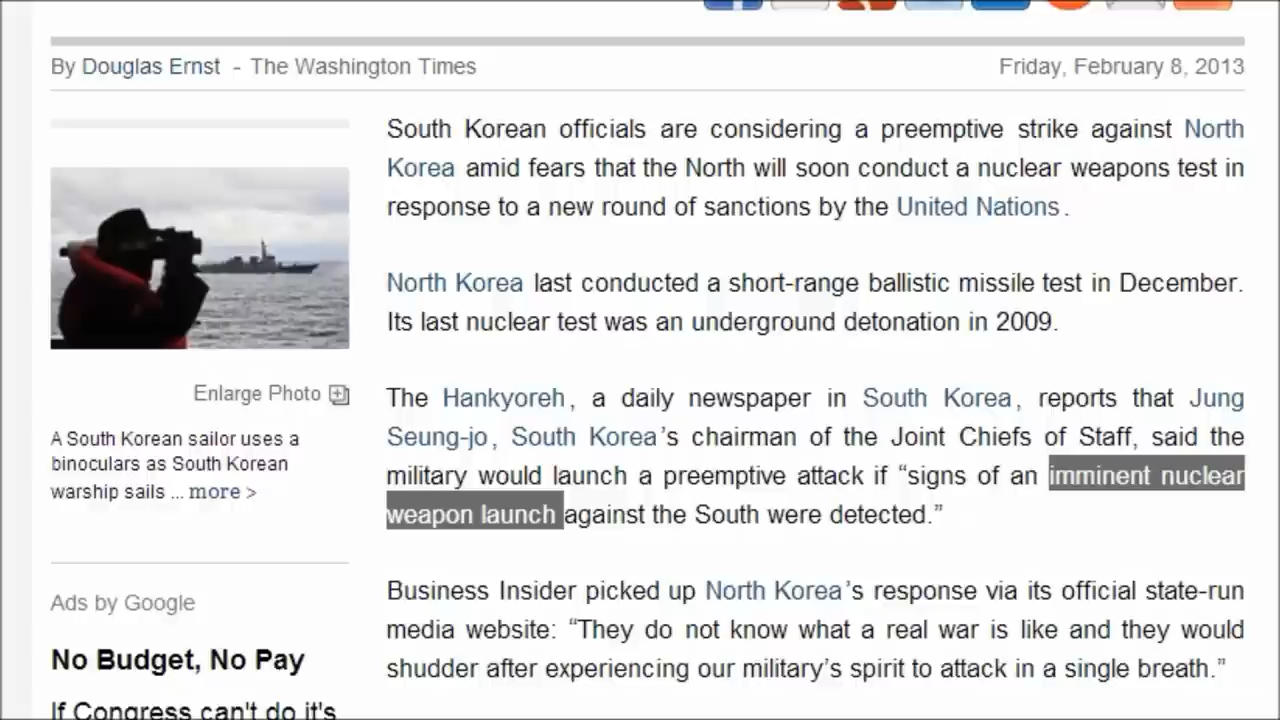 By Douglas Ernst - The Washington Times
Friday, February 8, 2013
South Korean officials are considering a preemptive strike against North
Korea amid fears that the North will soon conduct a nuclear weapons test in
response to a new round of sanctions by the United Nations.
North Korea last conducted a short-range ballistic missile test in December.
Its last nuclear test was an underground detonation in 2009.
The Hankyoreh, a daily newspaper in South Korea, reports that Jung
Seung-jo, South Korea’s chairman of the Joint Chiefs of Staff, said the
military would launch a preemptive attack if “signs of an imminent nuclear
weapon launch against the South were detected.”
Business Insider picked up North Korea’s response via its official state-run
media website: “They do not know what a real war is like and they would
shudder after experiencing our military’s spirit to attack in a single breath.”
Enlarge Photo
A South Korean sailor uses a
binoculars as South Korean
warship sails ... more >
Ads by Google
No Budget, No Pay
If Congress can't do it's